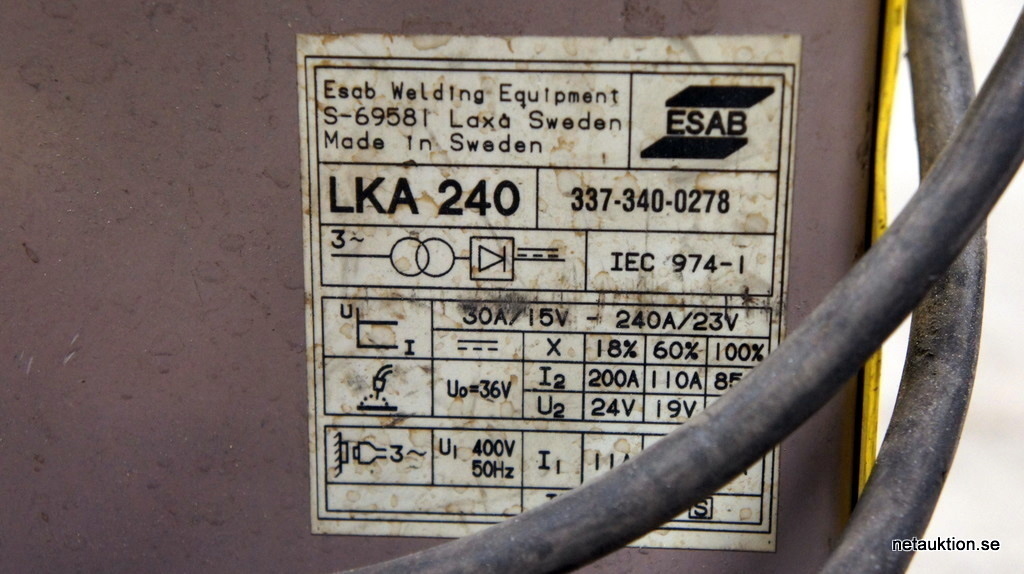 Esab Welding Equipment
S-69581 Laxå Sweden
Made in Sweden
ESAB
LKA 240
337-340-0278
3~
IEC 974-1
U
I
30A/15V - 240A/23V
X 18% 60% 100%
U₀=36V
I₂ 200A 110A 85
U₂ 24V 19V
3~
U₁ 400V
50Hz
I₁ 11A
S
netauktion.se